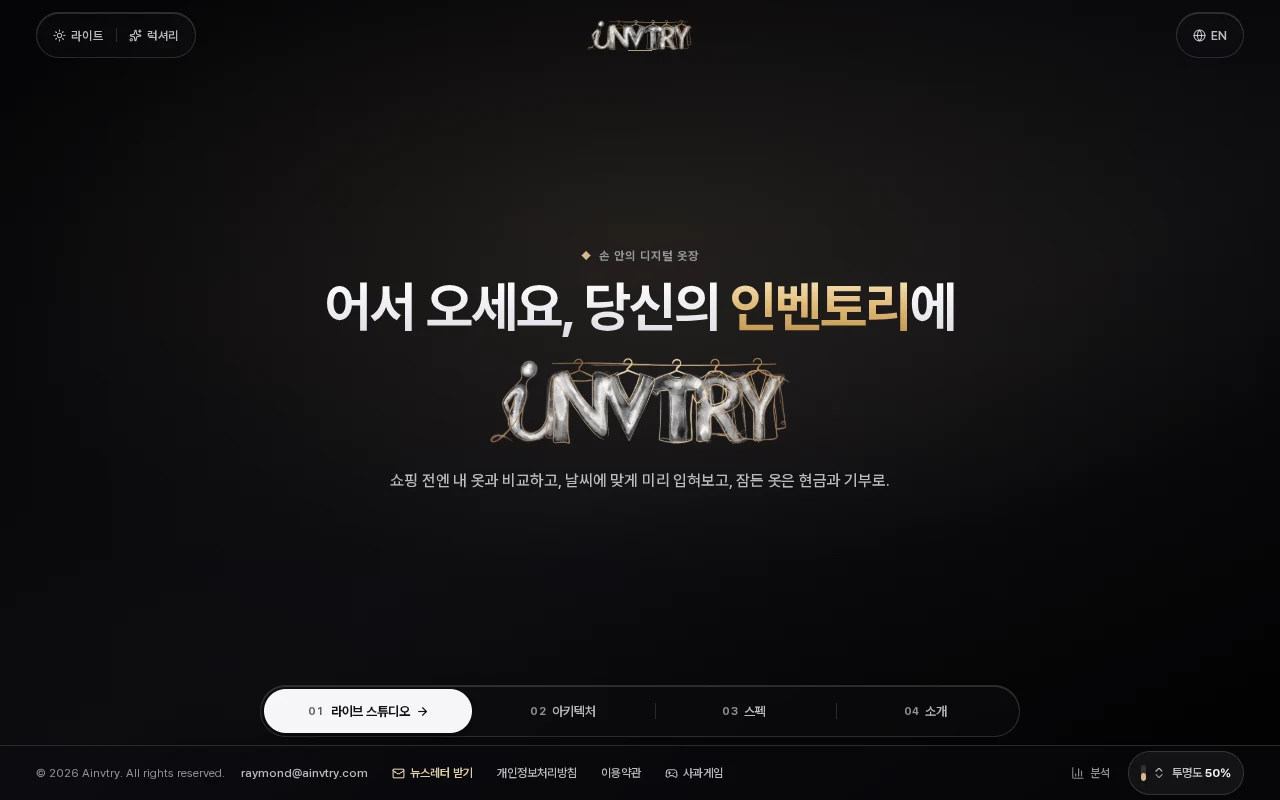 라이트 럭셔리
iNVTRY
EN
손 안의 디지털 옷장
어서 오세요, 당신의 인벤토리에
iNVTRY
쇼핑 전엔 내 옷과 비교하고, 날씨에 맞게 미리 입혀보고, 잠든 옷은 현금과 기부로.
01 라이브 스튜디오 →
02 아키텍처
03 스펙
04 소개
© 2026 Ainvtry. All rights reserved. raymond@ainvtry.com 뉴스레터 받기 개인정보처리방침 이용약관 사과게임 분석 투명도 50%